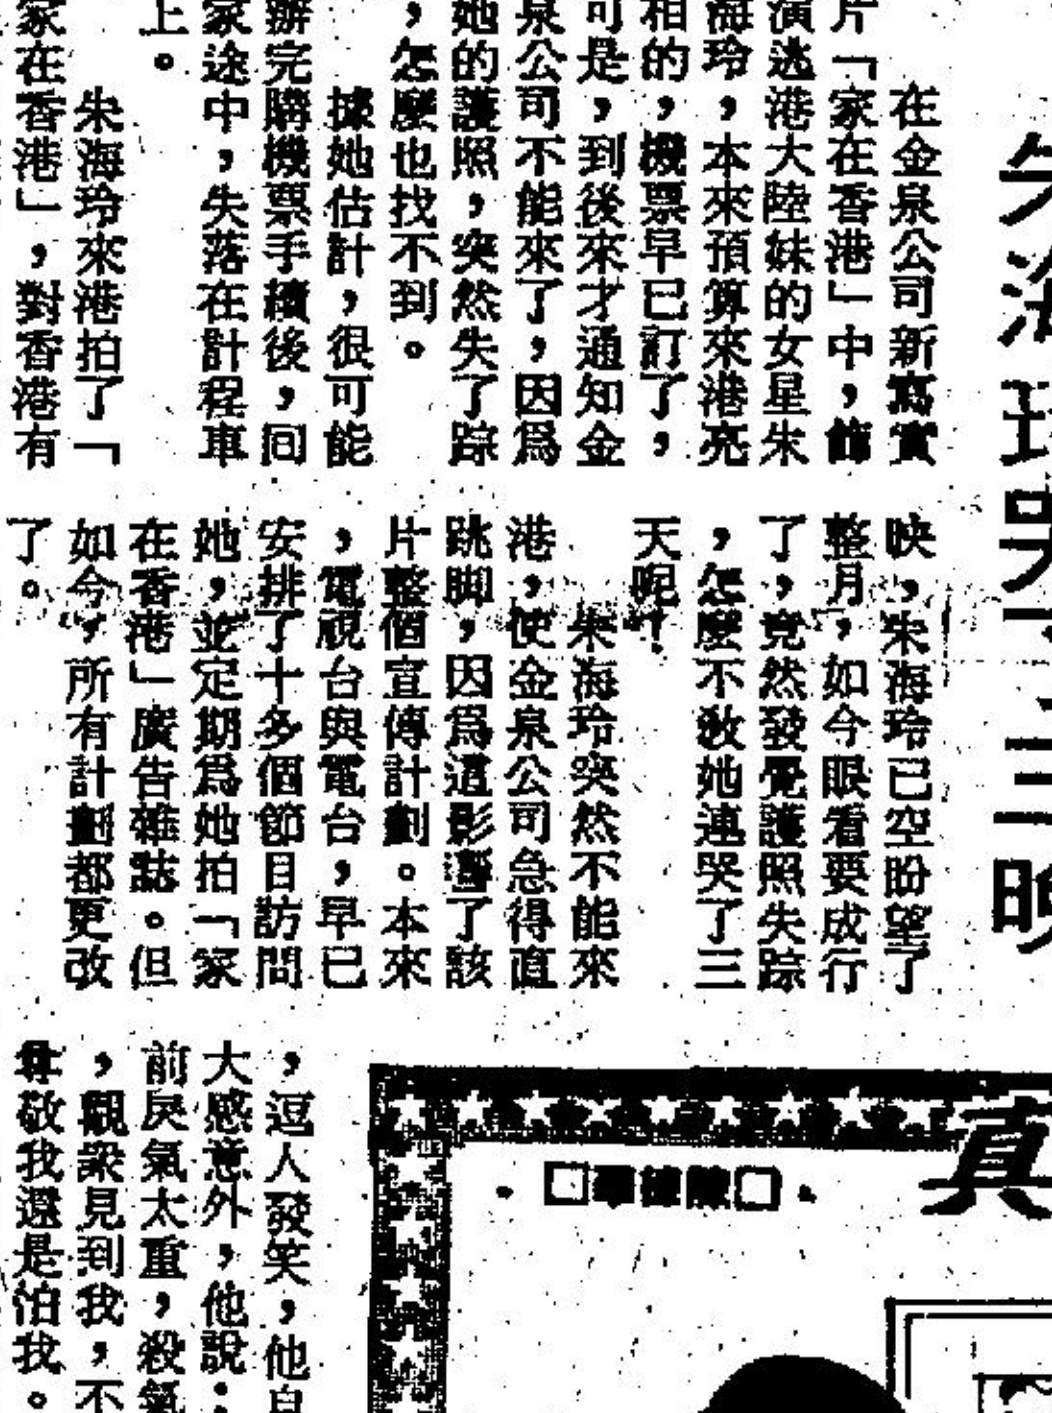 朱海玲哭了三晚
在金泉公司新寫實
片「家在香港」中，飾
演逃港大陸妹的女星朱
海玲，本來預算來港亮
相的，機票早已訂了，
可是，到後來才通知金
泉公司不能來了，因爲
她的護照，突然失了踪
，怎麼也找不到。
據她估計，很可能
辦完購機票手續後，回
家途中，失落在計程車
上。
朱海玲來港拍了「
家在香港」，對香港有
映，朱海玲已空盼望了
整月，如今眼看要成行
了，竟然發覺護照失踪
，怎麼不教她連哭了三
天呢！
朱海玲突然不能來
港，使金泉公司急得直
跳脚，因爲這影響了該
片整個宣傳計劃。本來
，電視台與電台，早已
安排了十多個節目訪問
她，並定期爲她拍「家
在香港」廣告雜誌。但
如今，所有計劃都更改
了。
真
，逗人發笑，他自
大感意外，他說：
前戾氣太重，殺氣
，觀衆見到我，不
尊敬我還是怕我。